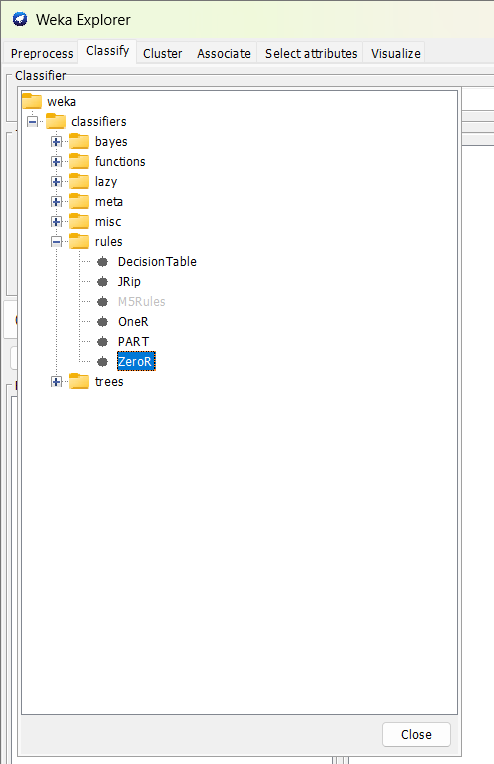 Weka Explorer
Preprocess Classify Cluster Associate Select attributes Visualize
Classifier
weka
classifiers
bayes
functions
lazy
meta
misc
rules
DecisionTable
JRip
M5Rules
OneR
PART
ZeroR
trees
Close